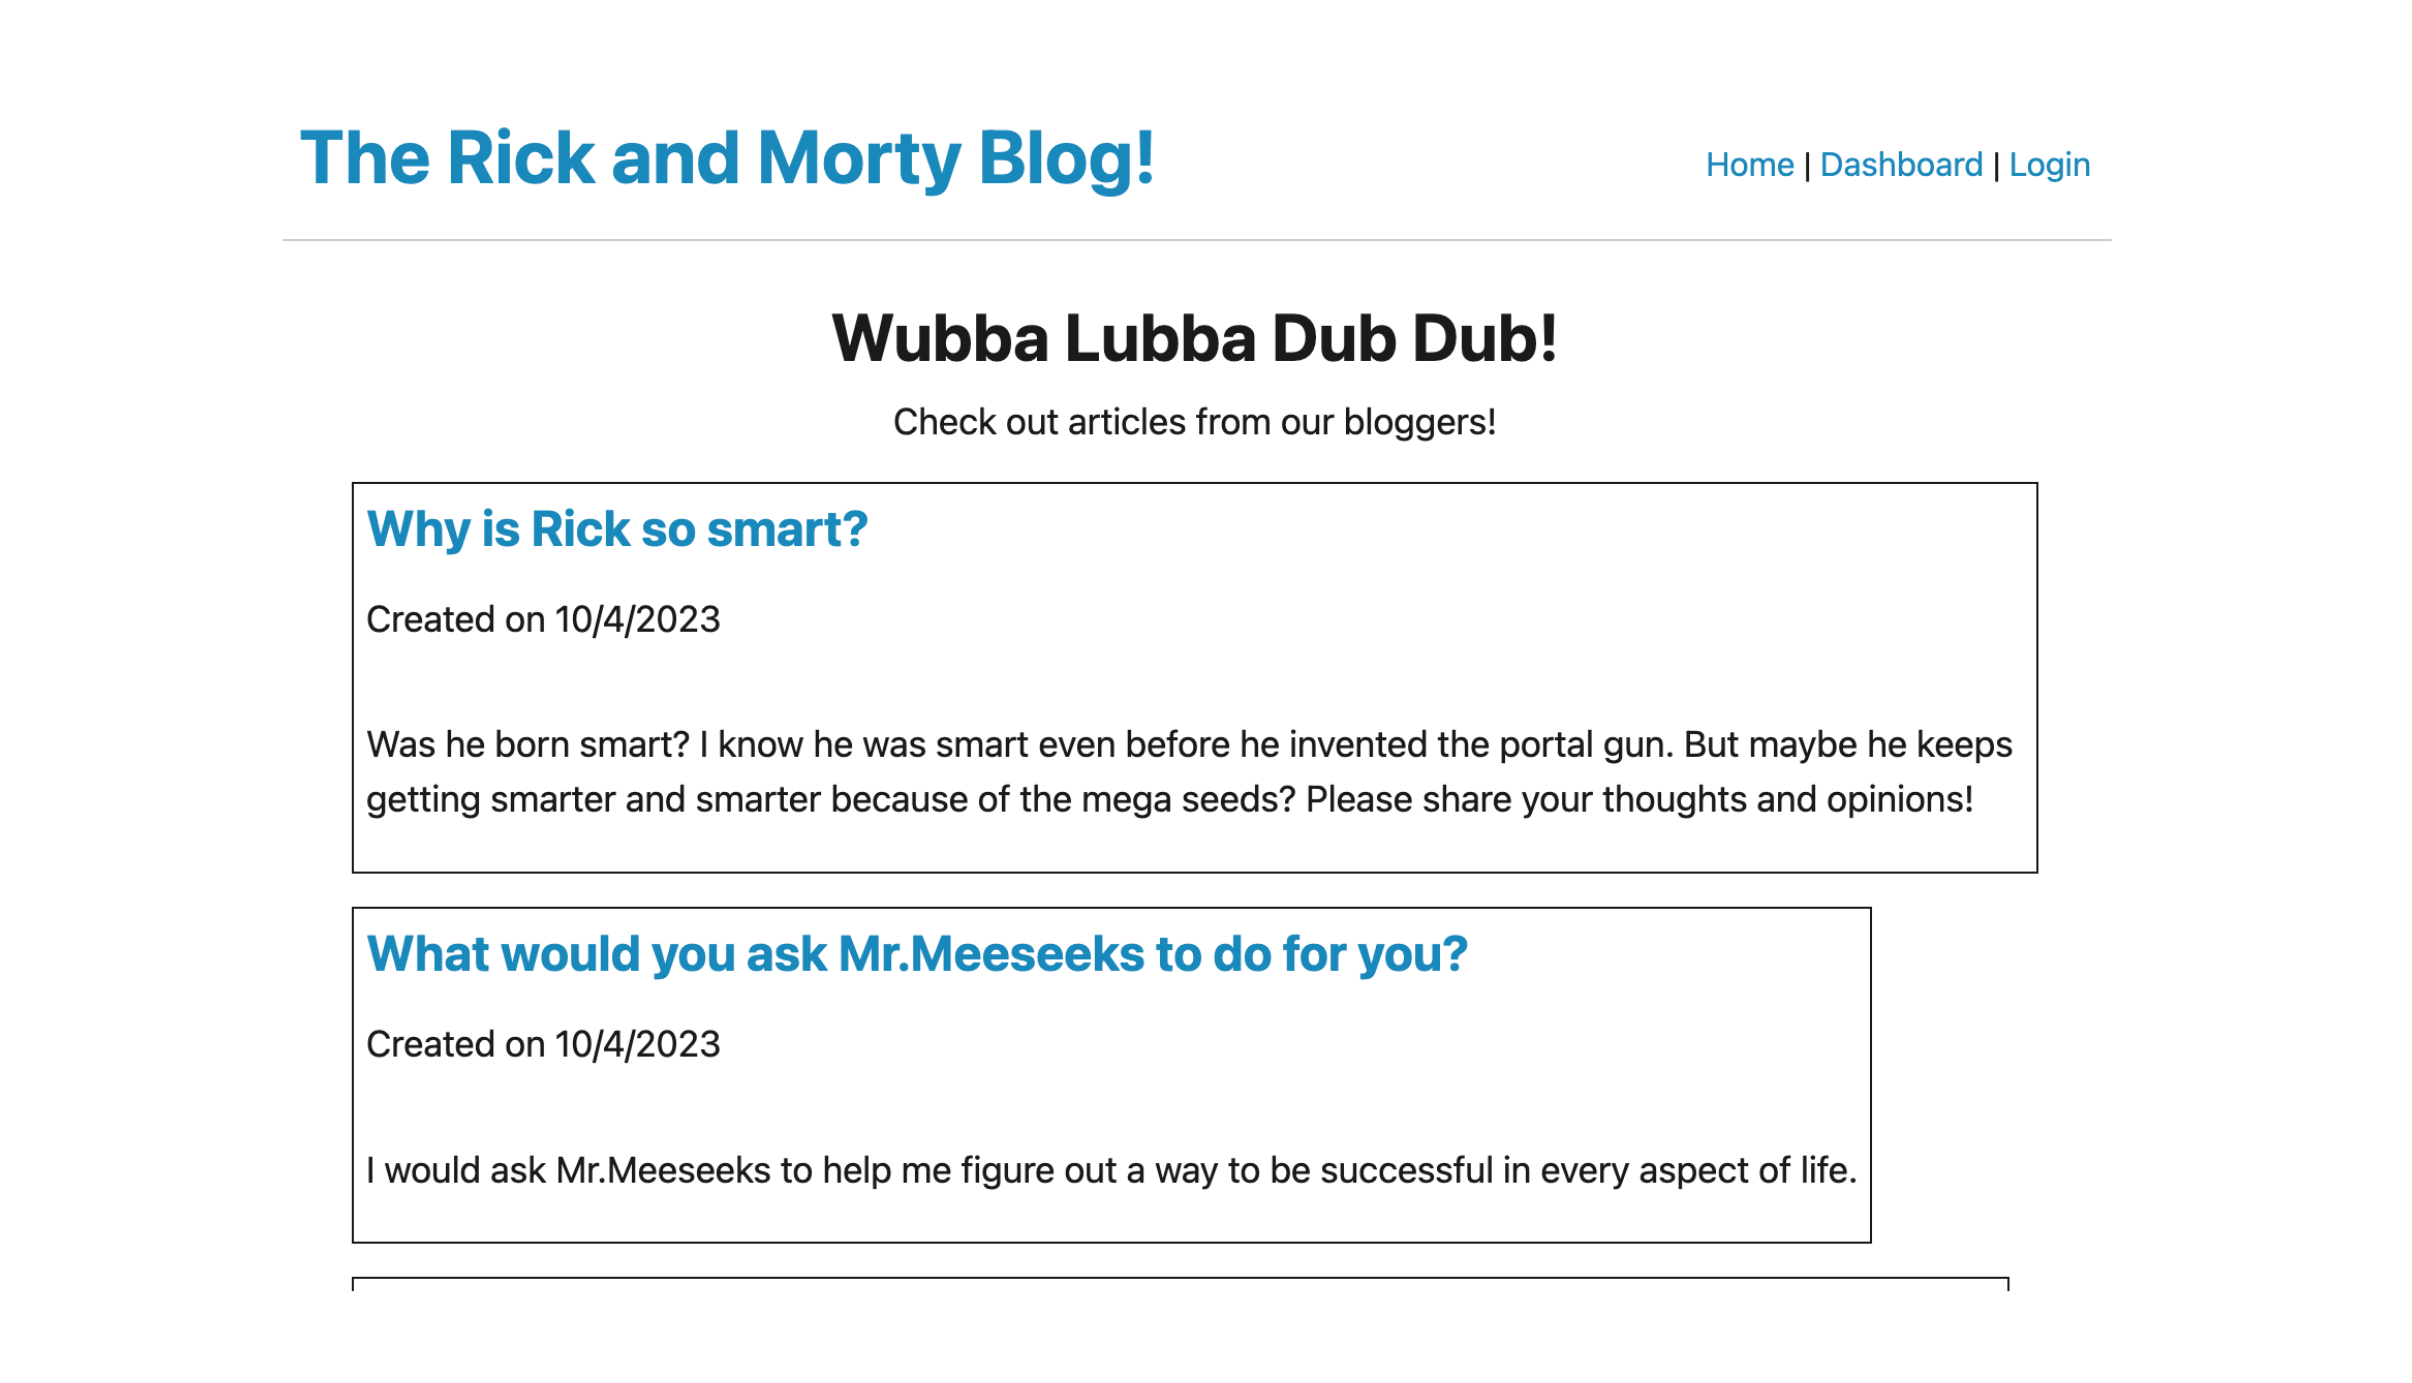 The Rick and Morty Blog!
Home | Dashboard | Login
Wubba Lubba Dub Dub!
Check out articles from our bloggers!
Why is Rick so smart?
Created on 10/4/2023
Was he born smart? I know he was smart even before he invented the portal gun. But maybe he keeps
getting smarter and smarter because of the mega seeds? Please share your thoughts and opinions!
What would you ask Mr.Meeseeks to do for you?
Created on 10/4/2023
I would ask Mr.Meeseeks to help me figure out a way to be successful in every aspect of life.